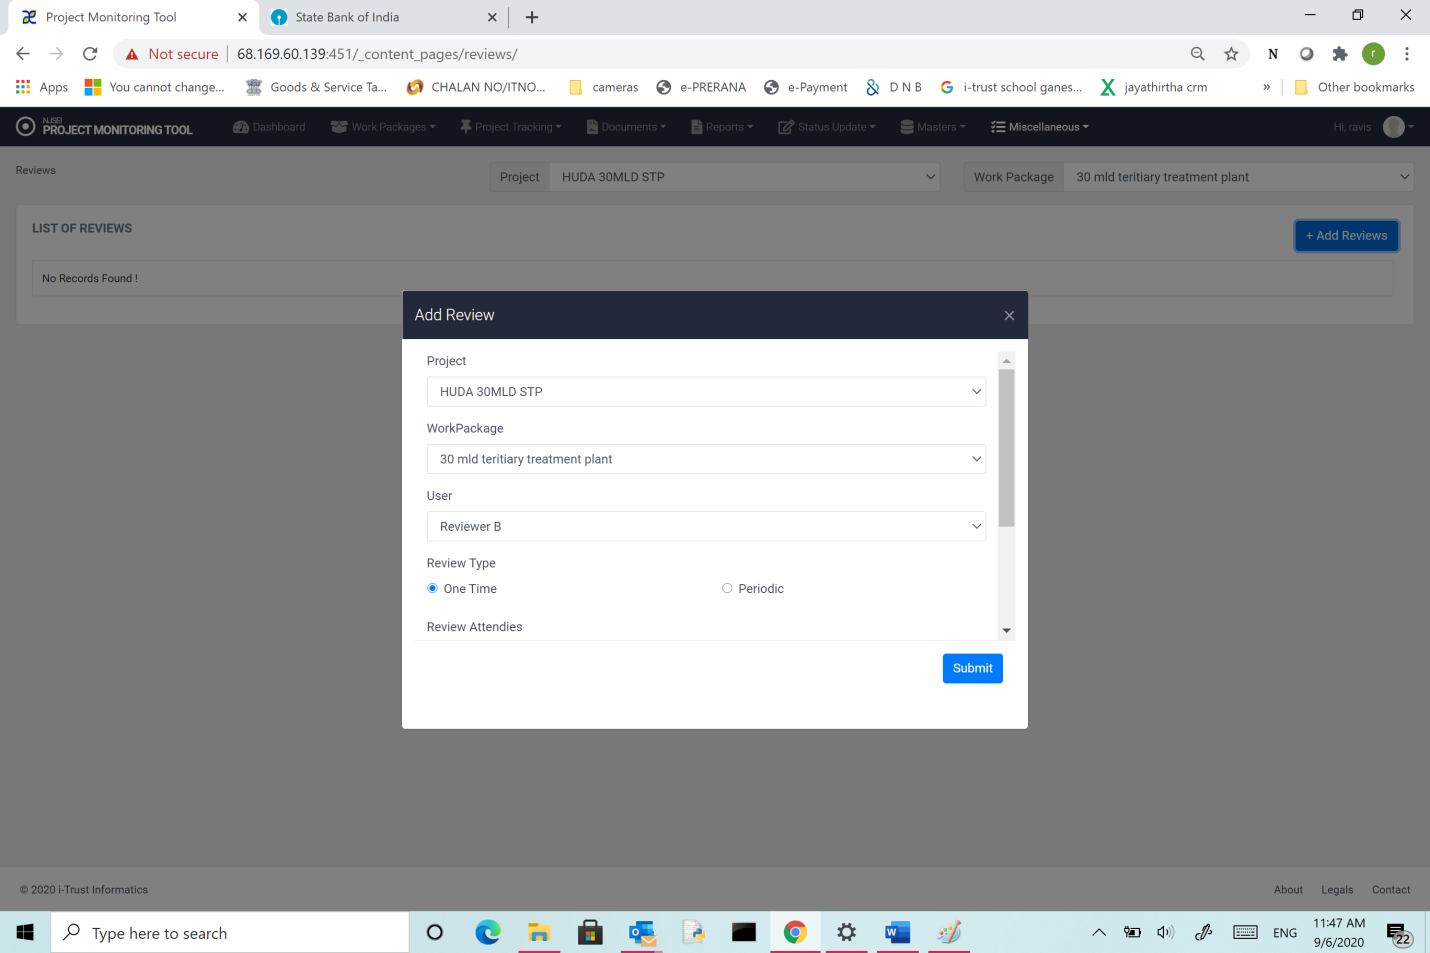 Project Monitoring Tool
State Bank of India
Not secure
68.169.60.139:451/_content_pages/reviews/
N
r
Apps
You cannot change...
Goods & Service Ta...
CHALAN NO/ITNO...
cameras
e-PRERANA
e-Payment
D N B
i-trust school ganes...
jayathirtha crm
»
Other bookmarks
NJSEI
PROJECT MONITORING TOOL
Dashboard
Work Packages
Project Tracking
Documents
Reports
Status Update
Masters
Miscellaneous
Hi, ravis
Reviews
Project
HUDA 30MLD STP
Work Package
30 mld teritiary treatment plant
LIST OF REVIEWS
+ Add Reviews
No Records Found !
Add Review
×
Project
HUDA 30MLD STP
WorkPackage
30 mld teritiary treatment plant
User
Reviewer B
Review Type
One Time
Periodic
Review Attendies
Submit
© 2020 i-Trust Informatics
About
Legals
Contact
Type here to search
ENG
11:47 AM
9/6/2020
22